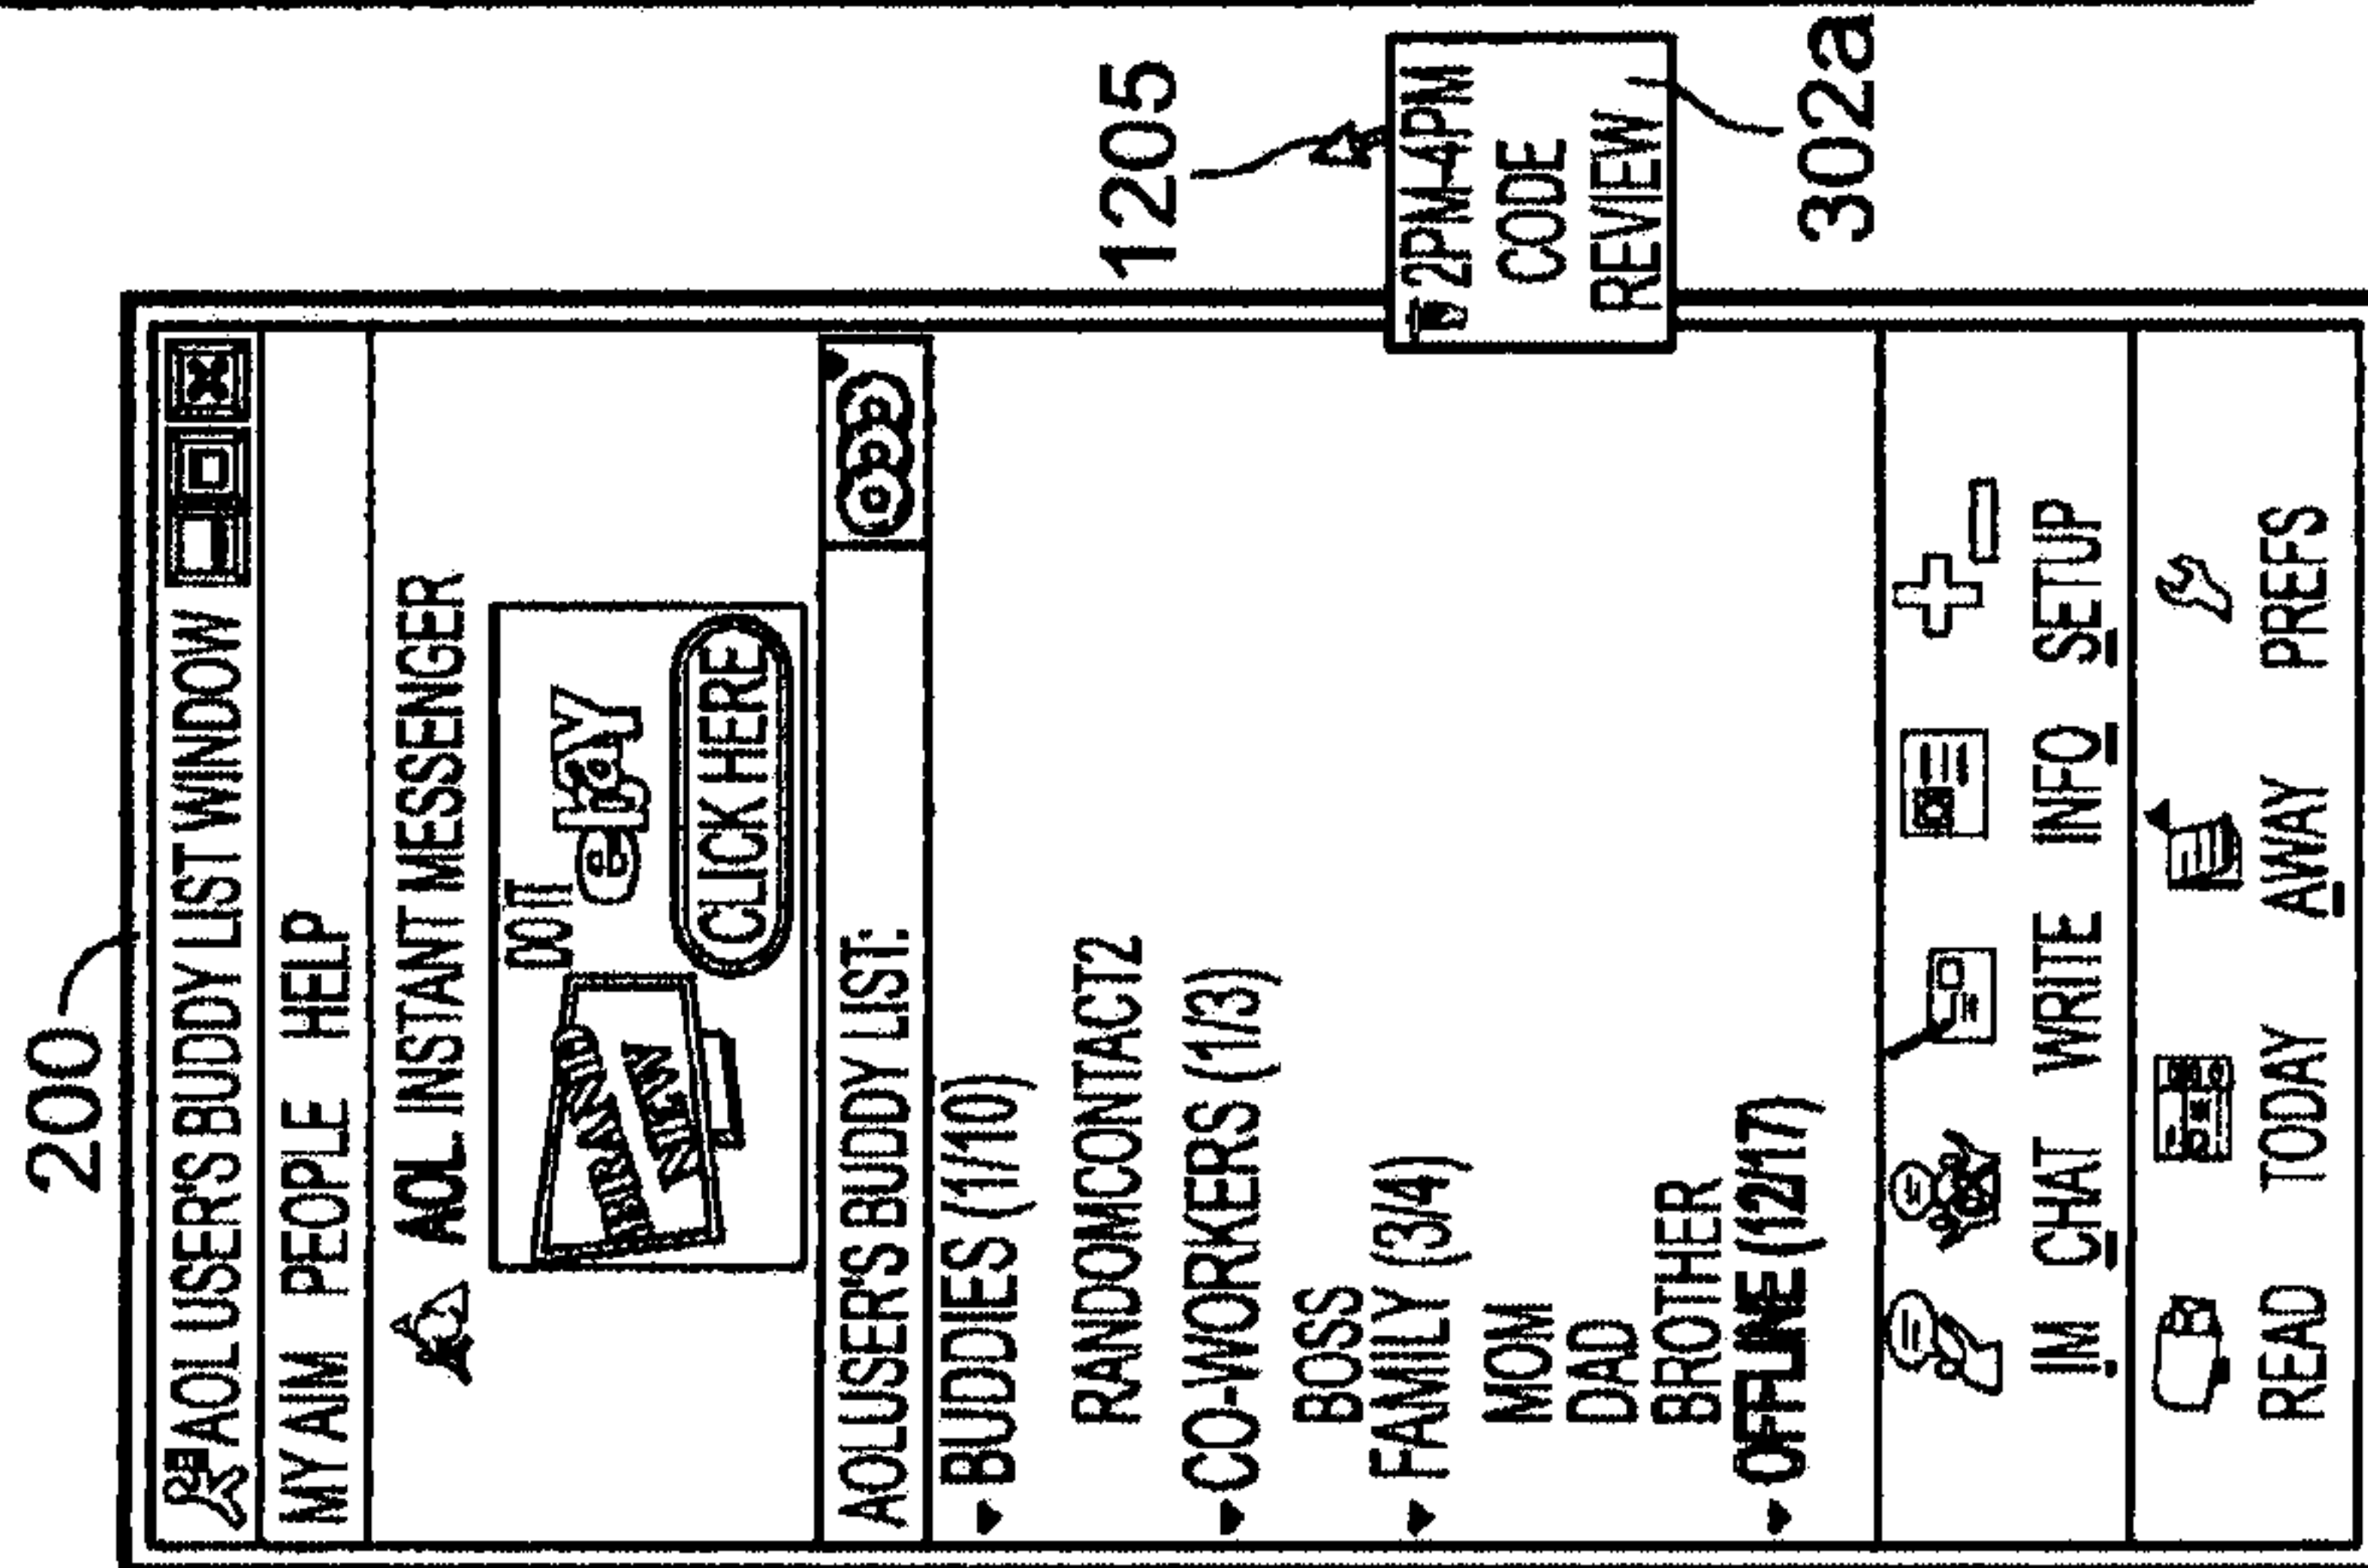 200
AOL USER'S BUDDY LIST WINDOW
MY AIM PEOPLE HELP
AOL INSTANT MESSENGER
BRAND
NEW
DO IT
ebay
CLICK HERE
AOLUSER'S BUDDY LIST:
BUDDIES (1/10)
RANDOMCONTACT2
CO-WORKERS (1/3)
BOSS
FAMILY (3/4)
MOM
DAD
BROTHER
OFFLINE (12/17)
IM CHAT WRITE INFO SETUP
READ TODAY AWAY PREFS
1205
2PM-4PM
CODE
REVIEW
302a